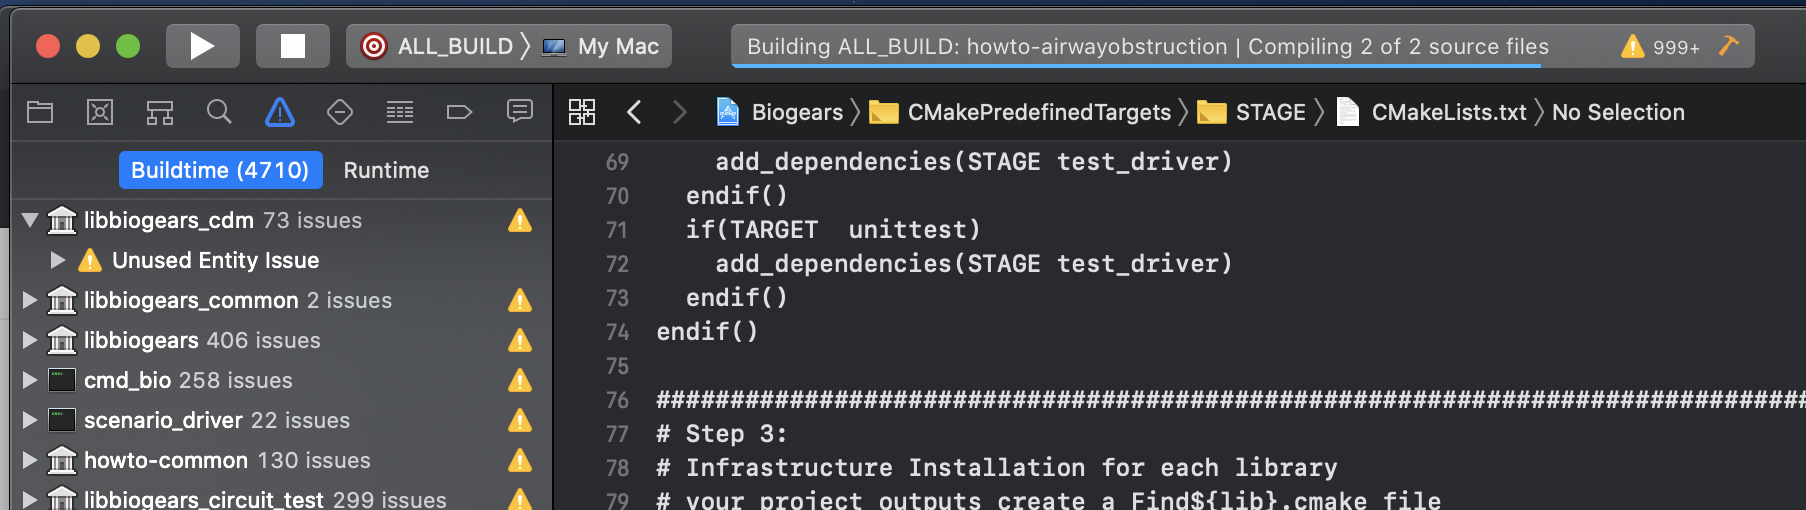 ALL_BUILD 〉 My Mac
Building ALL_BUILD: howto-airwayobstruction | Compiling 2 of 2 source files
999+
Biogears 〉 CMakePredefinedTargets 〉 STAGE 〉 CMakeLists.txt 〉 No Selection
Buildtime (4710) Runtime
libbiogears_cdm 73 issues
Unused Entity Issue
libbiogears_common 2 issues
libbiogears 406 issues
cmd_bio 258 issues
scenario_driver 22 issues
howto-common 130 issues
libbiogears_circuit_test 299 issues
69 add_dependencies(STAGE test_driver)
70 endif()
71 if(TARGET  unittest)
72 add_dependencies(STAGE test_driver)
73 endif()
74 endif()
75
76 ##############################################################################
77 # Step 3:
78 # Infrastructure Installation for each library
79 # your project outputs create a Find${lib}.cmake file